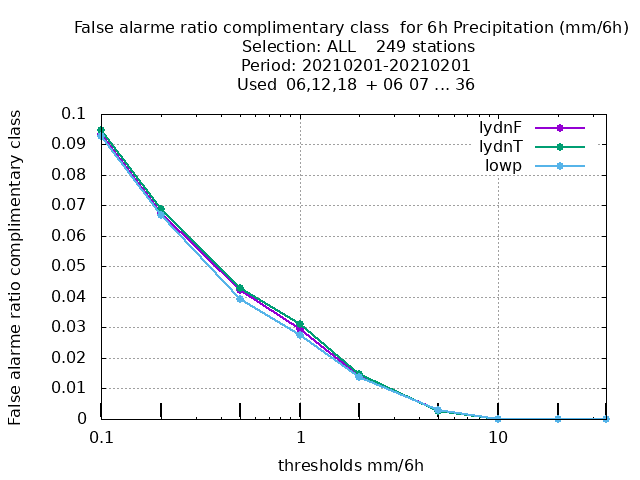 False alarme ratio complimentary class  for 6h Precipitation (mm/6h)
Selection: ALL    249 stations
Period: 20210201-20210201
Used  06,12,18  + 06 07 ... 36
False alarme ratio complimentary class
0.1
0.09
0.08
0.07
0.06
0.05
0.04
0.03
0.02
0.01
0
lydnF
lydnT
lowp
0.1 1 10
thresholds mm/6h